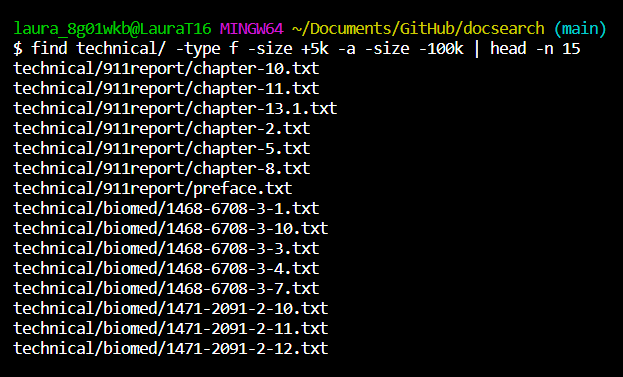 laura_8g01wkb@LauraT16 MINGW64 ~/Documents/GitHub/docsearch (main)
$ find technical/ -type f -size +5k -a -size -100k | head -n 15
technical/911report/chapter-10.txt
technical/911report/chapter-11.txt
technical/911report/chapter-13.1.txt
technical/911report/chapter-2.txt
technical/911report/chapter-5.txt
technical/911report/chapter-8.txt
technical/911report/preface.txt
technical/biomed/1468-6708-3-1.txt
technical/biomed/1468-6708-3-10.txt
technical/biomed/1468-6708-3-3.txt
technical/biomed/1468-6708-3-4.txt
technical/biomed/1468-6708-3-7.txt
technical/biomed/1471-2091-2-10.txt
technical/biomed/1471-2091-2-11.txt
technical/biomed/1471-2091-2-12.txt